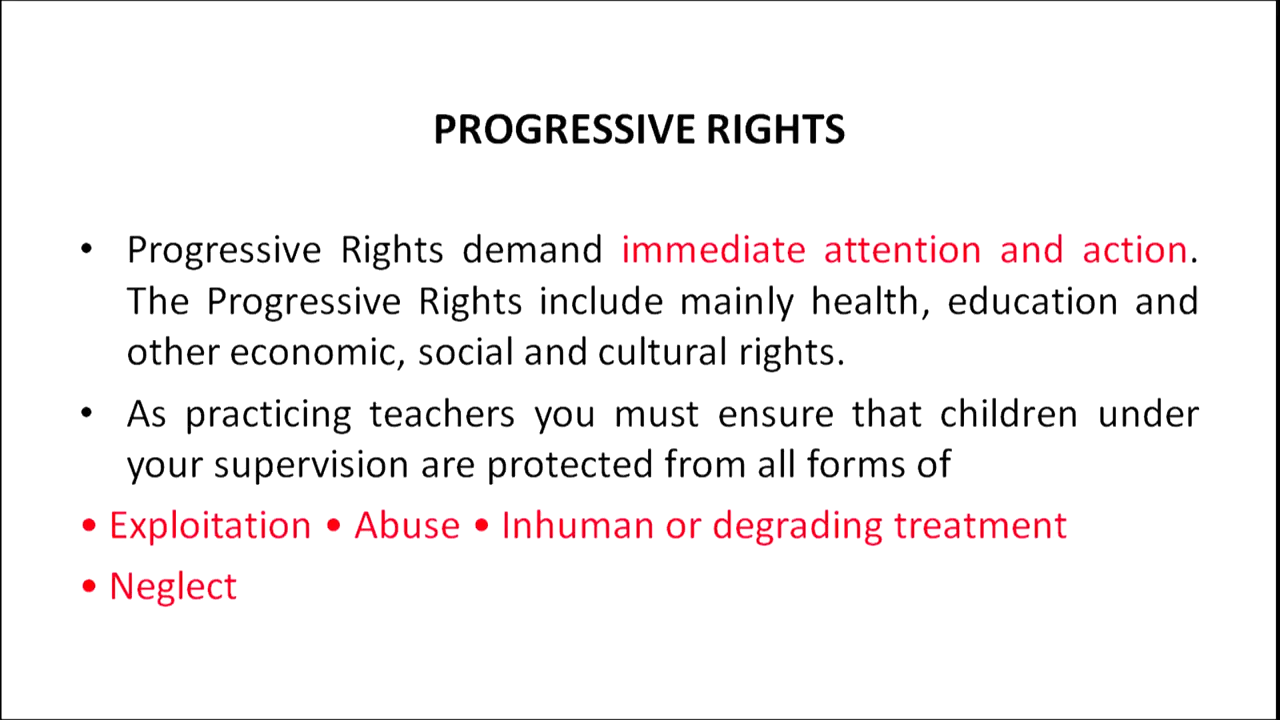 PROGRESSIVE RIGHTS
• Progressive Rights demand immediate attention and action.
The Progressive Rights include mainly health, education and
other economic, social and cultural rights.
• As practicing teachers you must ensure that children under
your supervision are protected from all forms of
• Exploitation • Abuse • Inhuman or degrading treatment
• Neglect